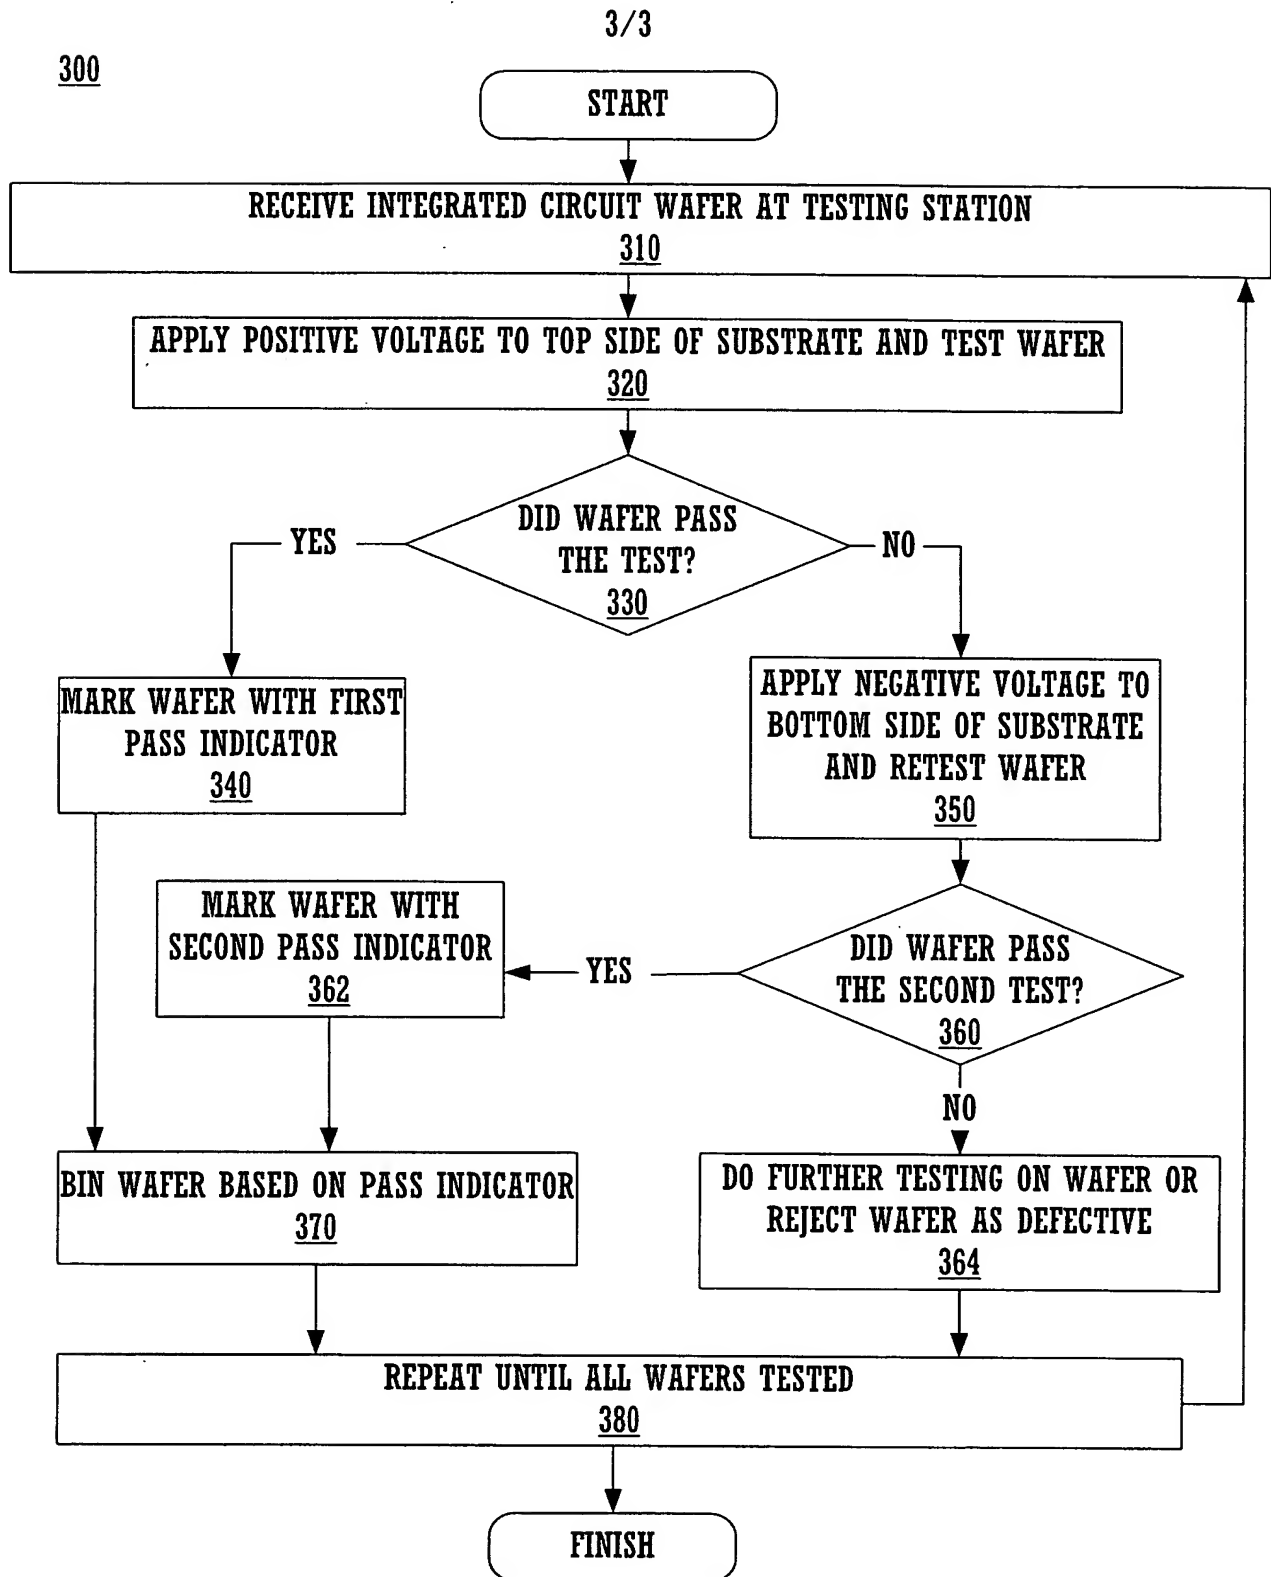 3/3
300
START
RECEIVE INTEGRATED CIRCUIT WAFER AT TESTING STATION
310
APPLY POSITIVE VOLTAGE TO TOP SIDE OF SUBSTRATE AND TEST WAFER
320
DID WAFER PASS
THE TEST?
330
YES
NO
MARK WAFER WITH FIRST
PASS INDICATOR
340
APPLY NEGATIVE VOLTAGE TO
BOTTOM SIDE OF SUBSTRATE
AND RETEST WAFER
350
MARK WAFER WITH
SECOND PASS INDICATOR
362
YES
DID WAFER PASS
THE SECOND TEST?
360
NO
BIN WAFER BASED ON PASS INDICATOR
370
DO FURTHER TESTING ON WAFER OR
REJECT WAFER AS DEFECTIVE
364
REPEAT UNTIL ALL WAFERS TESTED
380
FINISH